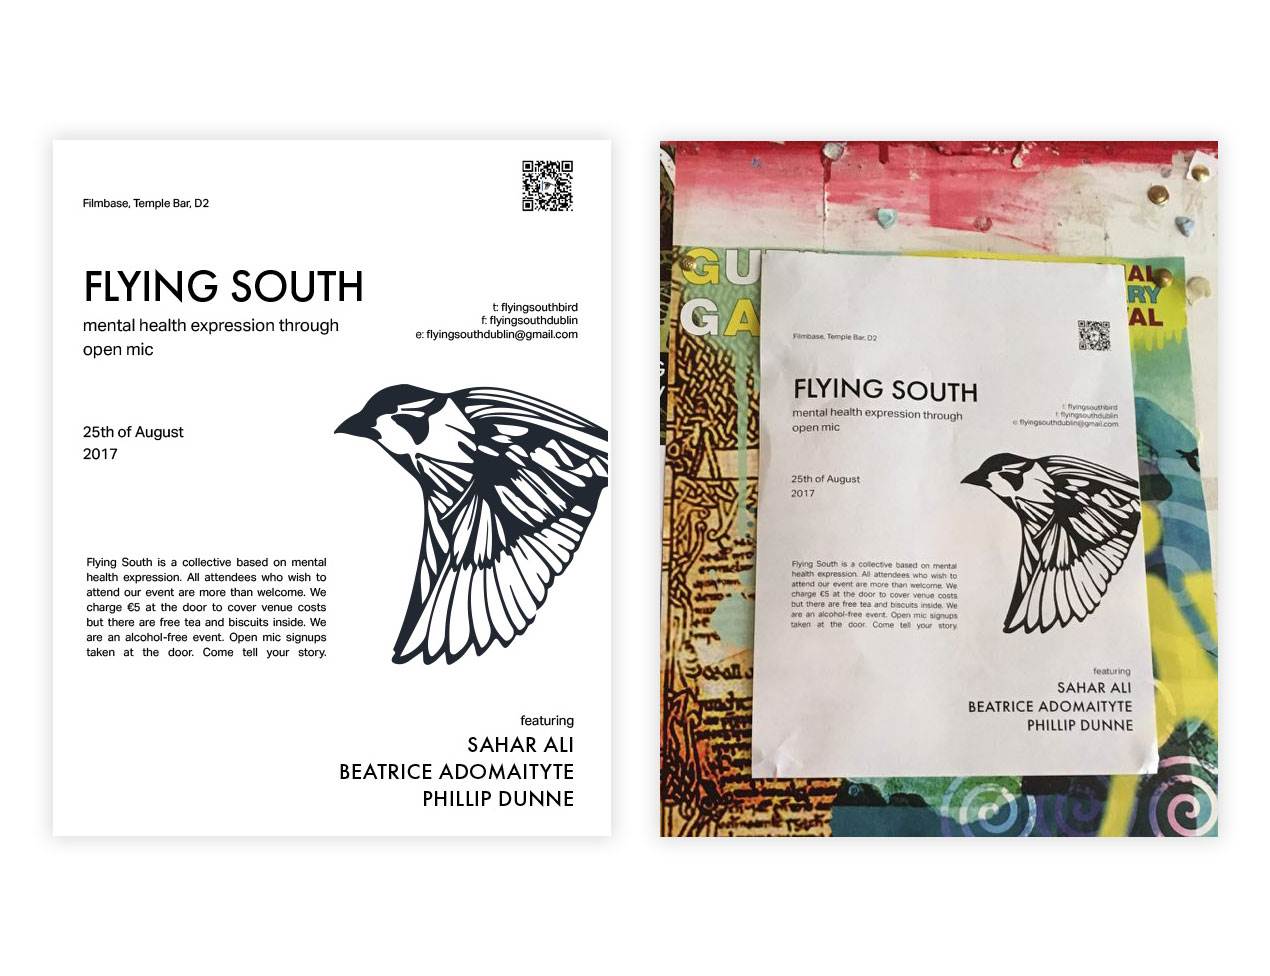 Filmbase, Temple Bar, D2
FLYING SOUTH
mental health expression through
open mic
t: flyingsouthbird
f: flyingsouthdublin
e: flyingsouthdublin@gmail.com
25th of August
2017
Flying South is a collective based on mental
health expression. All attendees who wish to
attend our event are more than welcome. We
charge €5 at the door to cover venue costs
but there are free tea and biscuits inside. We
are an alcohol-free event. Open mic signups
taken at the door. Come tell your story.
featuring
SAHAR ALI
BEATRICE ADOMAITYTE
PHILLIP DUNNE
GU
GA
AL
RY
VAL
Filmbase, Temple Bar, D2
FLYING SOUTH
mental health expression through
open mic
t: flyingsouthbird
f: flyingsouthdublin
e: flyingsouthdublin@gmail.com
25th of August
2017
Flying South is a collective based on mental
health expression. All attendees who wish to
attend our event are more than welcome. We
charge €5 at the door to cover venue costs
but there are free tea and biscuits inside. We
are an alcohol-free event. Open mic signups
taken at the door. Come tell your story.
featuring
SAHAR ALI
BEATRICE ADOMAITYTE
PHILLIP DUNNE